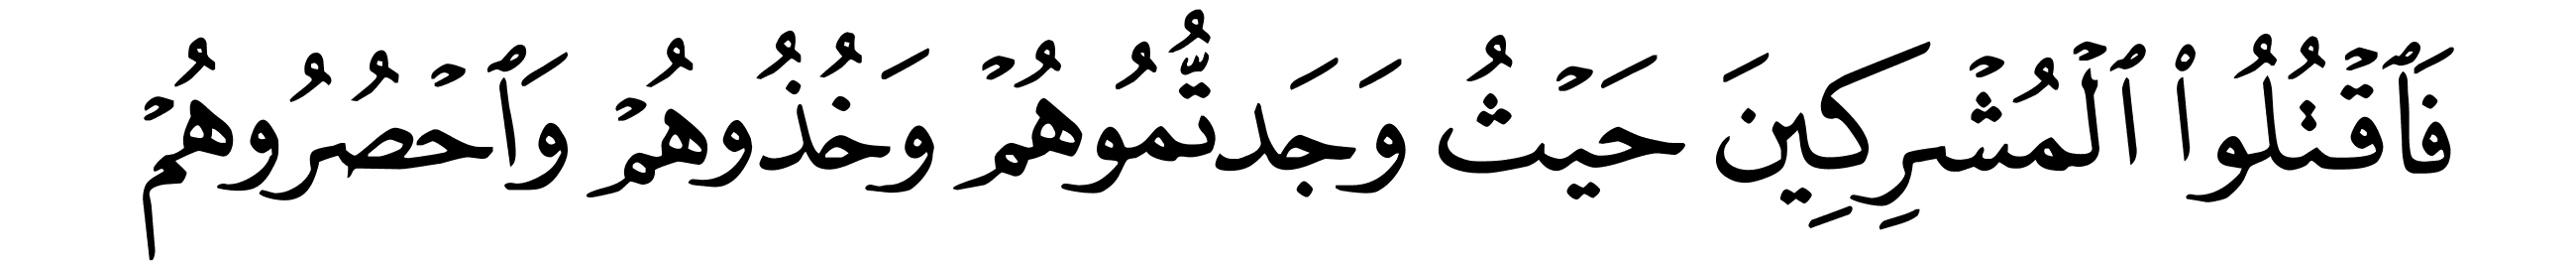 فَٱقۡتُلُواْ ٱلۡمُشۡرِكِينَ حَيۡثُ وَجَدتُّمُوهُمۡ وَخُذُوهُمۡ وَٱحۡصُرُوهُمۡ